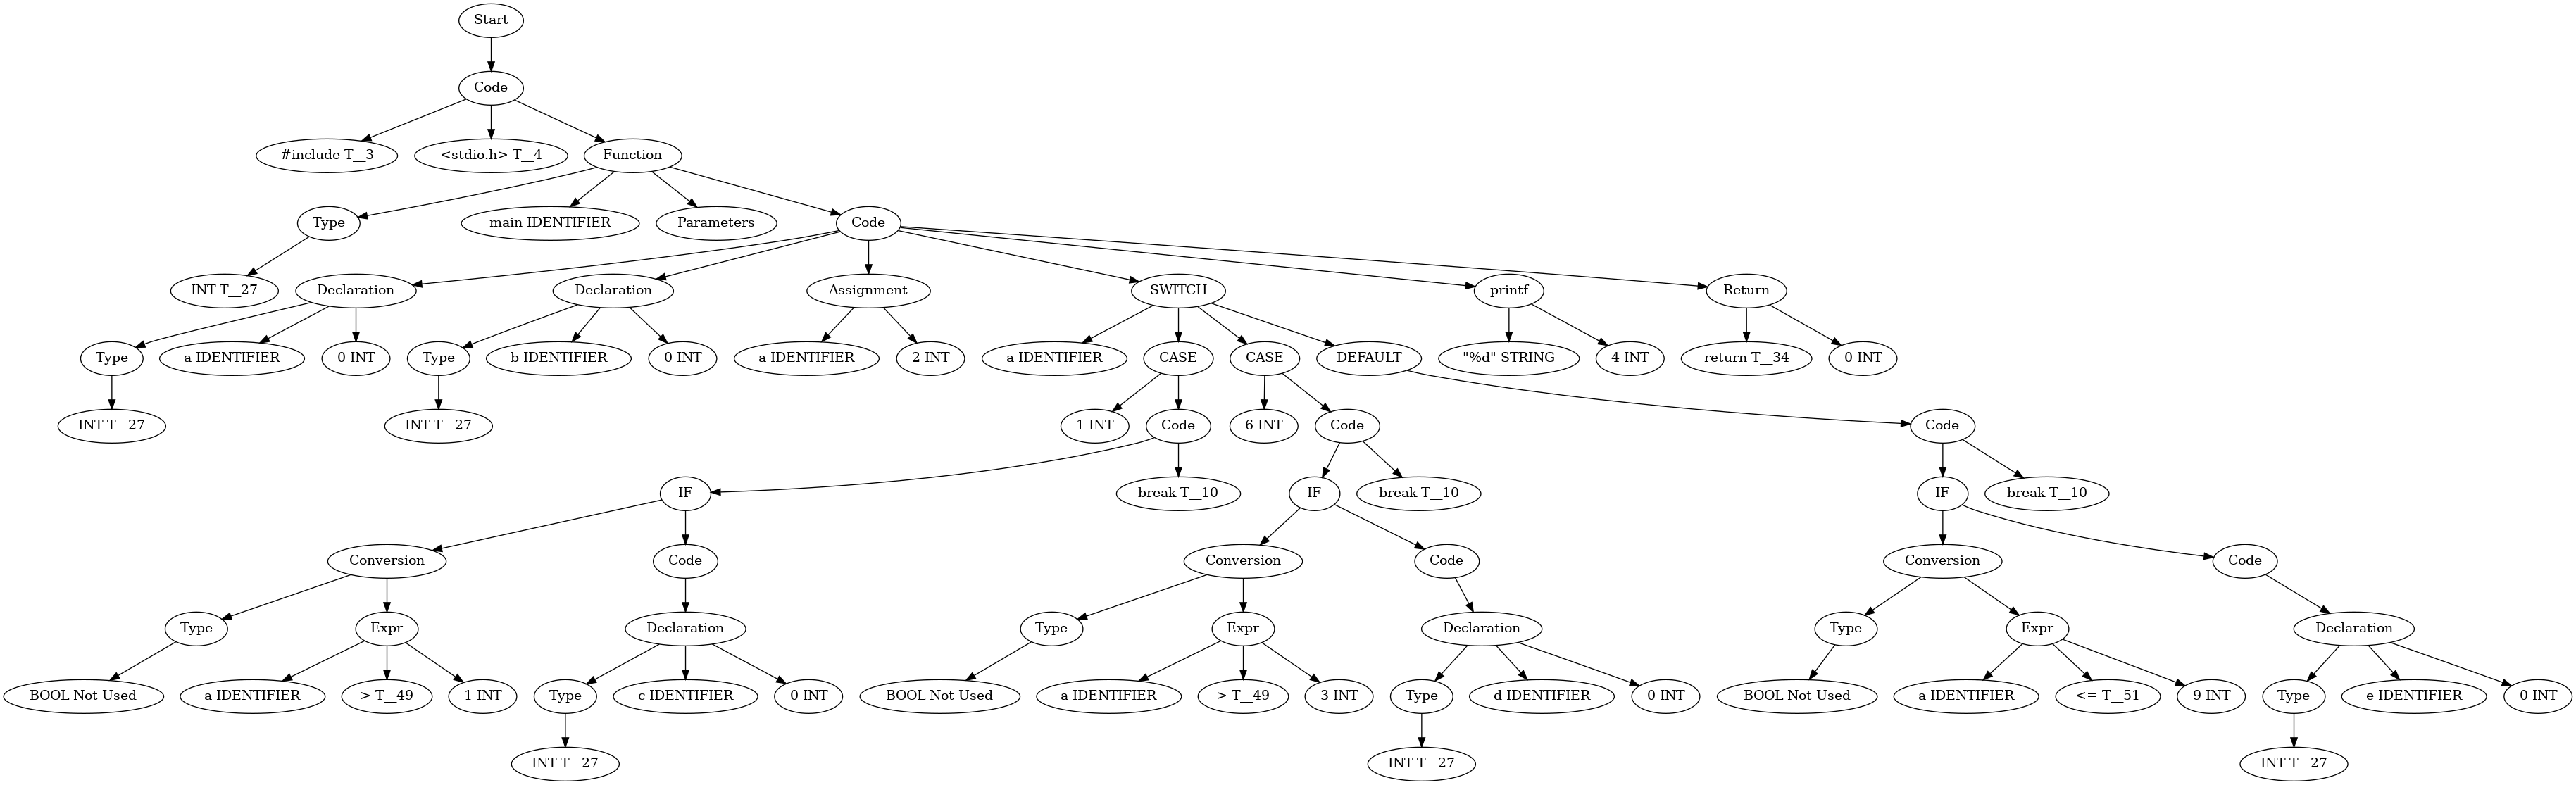 Start
Code
#include T__3
<stdio.h> T__4
Function
Type
main IDENTIFIER
Parameters
Code
INT T__27
Declaration
Declaration
Assignment
SWITCH
printf
Return
Type
a IDENTIFIER
0 INT
Type
b IDENTIFIER
0 INT
a IDENTIFIER
2 INT
a IDENTIFIER
CASE
CASE
DEFAULT
"%d" STRING
4 INT
return T__34
0 INT
INT T__27
INT T__27
1 INT
Code
6 INT
Code
Code
IF
break T__10
IF
break T__10
IF
break T__10
Conversion
Code
Conversion
Code
Conversion
Code
Type
Expr
Declaration
Type
Expr
Declaration
Type
Expr
Declaration
BOOL Not Used
a IDENTIFIER
> T__49
1 INT
Type
c IDENTIFIER
0 INT
BOOL Not Used
a IDENTIFIER
> T__49
3 INT
Type
d IDENTIFIER
0 INT
BOOL Not Used
a IDENTIFIER
<= T__51
9 INT
Type
e IDENTIFIER
0 INT
INT T__27
INT T__27
INT T__27